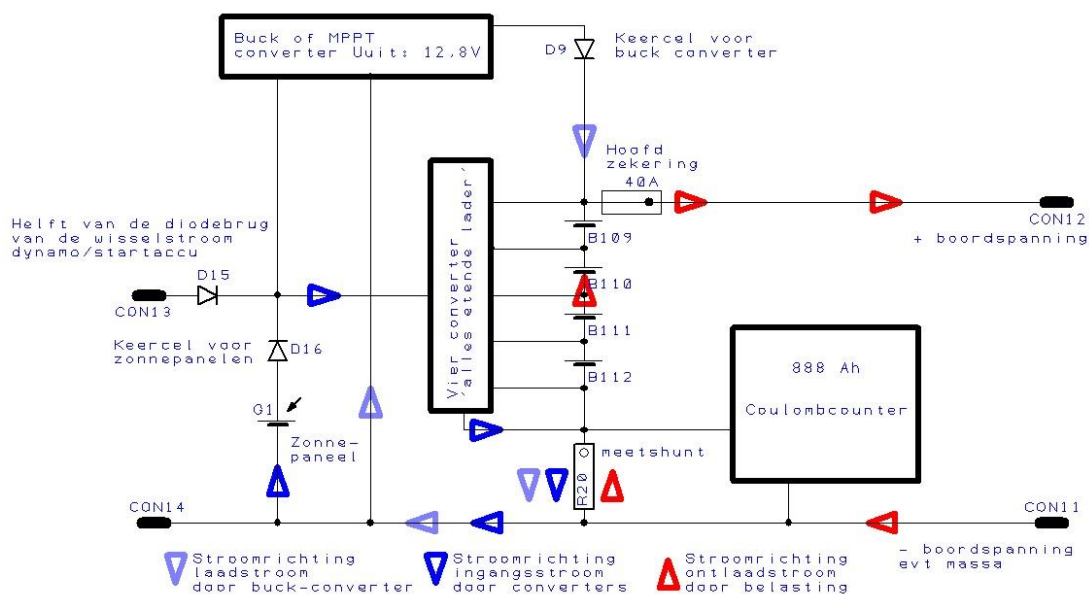 Buck of MPPT
converter Uuit: 12,8V
D9
Keercel voor
buck converter
Hoofd
zekering
40A
CON12
+ boordspanning
Helft van de diodebrug
van de wisselstroom
dynamo/startaccu
D15
CON13
Vier converter
'alles etende lader'
B109
B110
B111
B112
Keercel voor
zonnepanelen
D16
G1
Zonne-
paneel
888 Ah
Coulombcounter
meetshunt
R20
CON14
CON11
- boordspanning
evt massa
Stroomrichting
laadstroom
door buck-converter
Stroomrichting
ingangsstroom
door converters
Stroomrichting
ontlaadstroom
door belasting